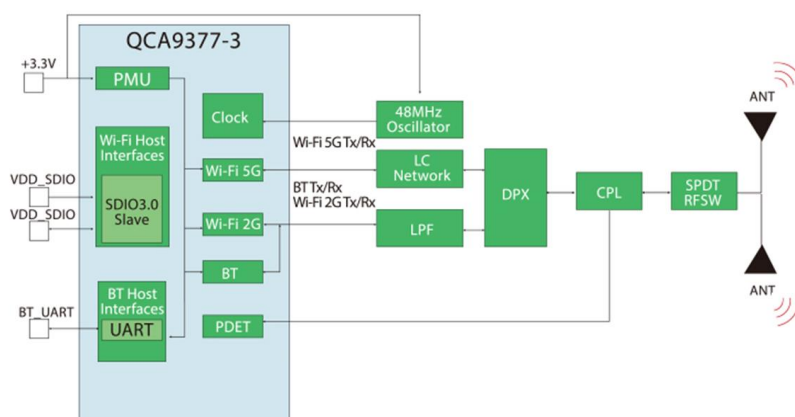 QCA9377-3
+3.3V
PMU
Clock
48MHz
Oscillator
ANT
Wi-Fi Host
Interfaces
Wi-Fi 5G Tx/Rx
VDD_SDIO
SDIO3.0
Slave
Wi-Fi 5G
LC
Network
DPX
CPL
SPDT
RFSW
BT Tx/Rx
Wi-Fi 2G Tx/Rx
VDD_SDIO
Wi-Fi 2G
LPF
BT
BT Host
Interfaces
ANT
BT_UART
UART
PDET